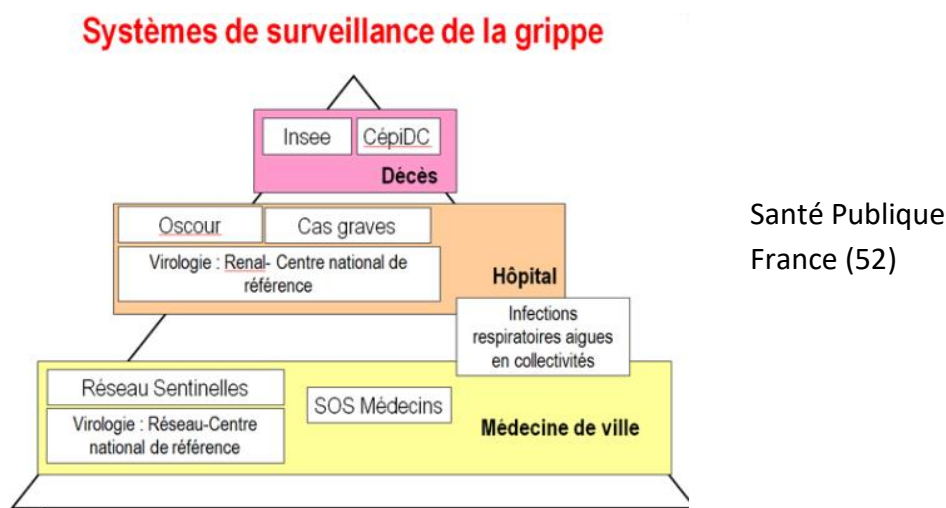 Systèmes de surveillance de la grippe
Insee
CépiDC
Décès
Oscour
Cas graves
Virologie : Renal- Centre national de
référence
Hôpital
Infections
respiratoires aigues
en collectivités
Réseau Sentinelles
Virologie : Réseau-Centre
national de référence
SOS Médecins
Médecine de ville
Santé Publique
France (52)